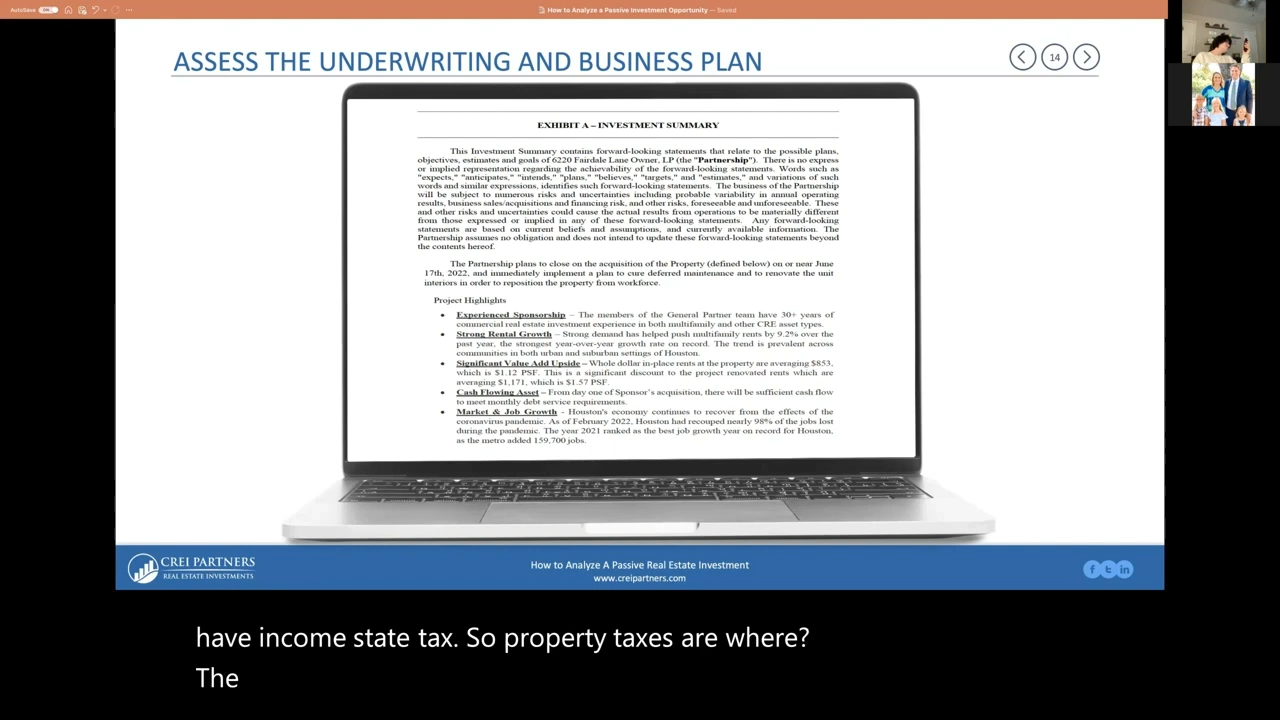 AutoSave ON
How to Analyze a Passive Investment Opportunity — Saved
ASSESS THE UNDERWRITING AND BUSINESS PLAN
14
EXHIBIT A – INVESTMENT SUMMARY
This Investment Summary contains forward-looking statements that relate to the possible plans,
objectives, estimates and goals of 6220 Fairdale Lane Owner, LP (the "Partnership"). There is no express
or implied representation regarding the achievability of the forward-looking statements. Words such as
"expects," "anticipates," "intends," "plans," "believes," "targets," and "estimates," and variations of such
words and similar expressions, identifies such forward-looking statements. The business of the Partnership
will be subject to numerous risks and uncertainties including probable variability in annual operating
results, business sales/acquisitions and financing risk, and other risks, foreseeable and unforeseeable. These
and other risks and uncertainties could cause the actual results from operations to be materially different
from those expressed or implied in any of these forward-looking statements. Any forward-looking
statements are based on current beliefs and assumptions, and currently available information. The
Partnership assumes no obligation and does not intend to update these forward-looking statements beyond
the contents hereof.
The Partnership plans to close on the acquisition of the Property (defined below) on or near June
17th, 2022, and immediately implement a plan to cure deferred maintenance and to renovate the unit
interiors in order to reposition the property from workforce.
Project Highlights
• Experienced Sponsorship – The members of the General Partner team have 30+ years of
commercial real estate investment experience in both multifamily and other CRE asset types.
• Strong Rental Growth – Strong demand has helped push multifamily rents by 9.2% over the
past year, the strongest year-over-year growth rate on record. The trend is prevalent across
communities in both urban and suburban settings of Houston.
• Significant Value Add Upside – Whole dollar in-place rents at the property are averaging $853,
which is $1.12 PSF. This is a significant discount to the project renovated rents which are
averaging $1,171, which is $1.57 PSF.
• Cash Flowing Asset – From day one of Sponsor's acquisition, there will be sufficient cash flow
to meet monthly debt service requirements.
• Market & Job Growth - Houston's economy continues to recover from the effects of the
coronavirus pandemic. As of February 2022, Houston had recouped nearly 98% of the jobs lost
during the pandemic. The year 2021 ranked as the best job growth year on record for Houston,
as the metro added 159,700 jobs.
CREI PARTNERS
REAL ESTATE INVESTMENTS
How to Analyze A Passive Real Estate Investment
www.creipartners.com
f t in
have income state tax. So property taxes are where?
The